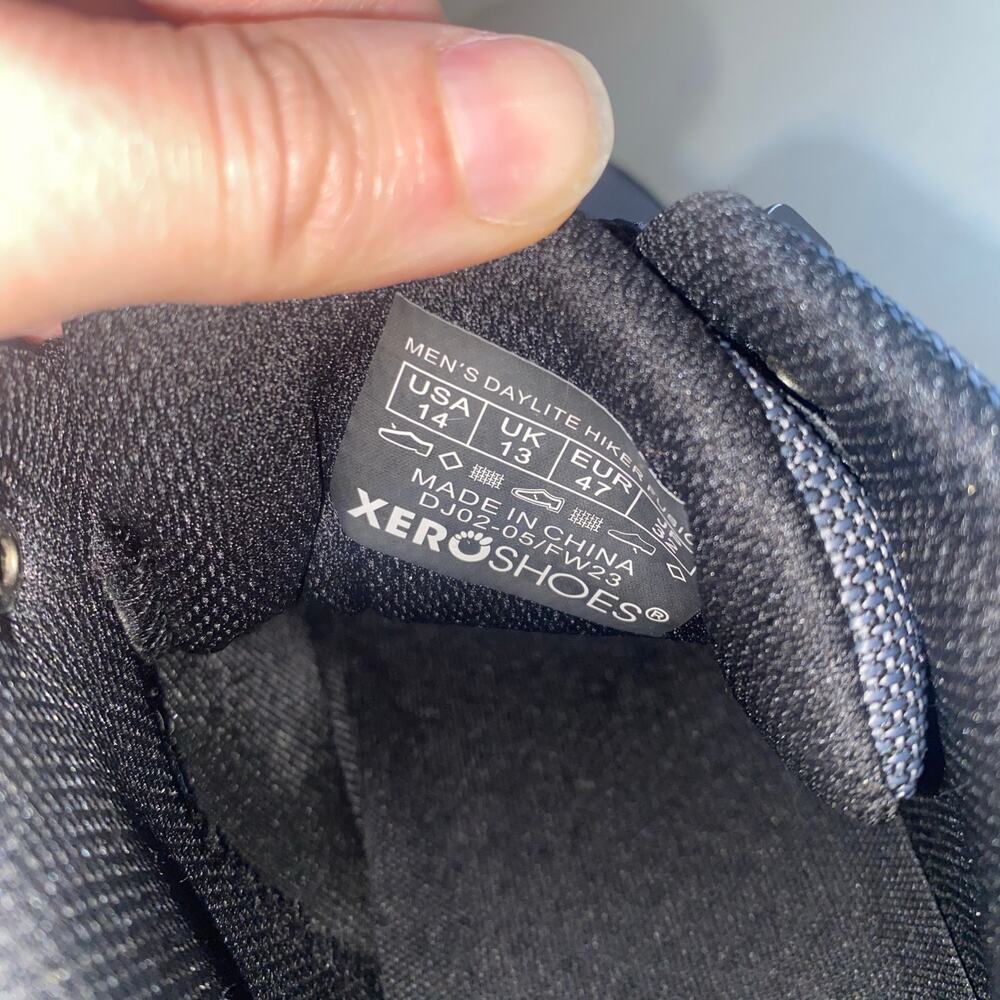 MEN'S DAYLITE HIKER
USA UK EUR
14 13 47
MADE IN CHINA
DJ02-05/FW23
XEROSHOES®